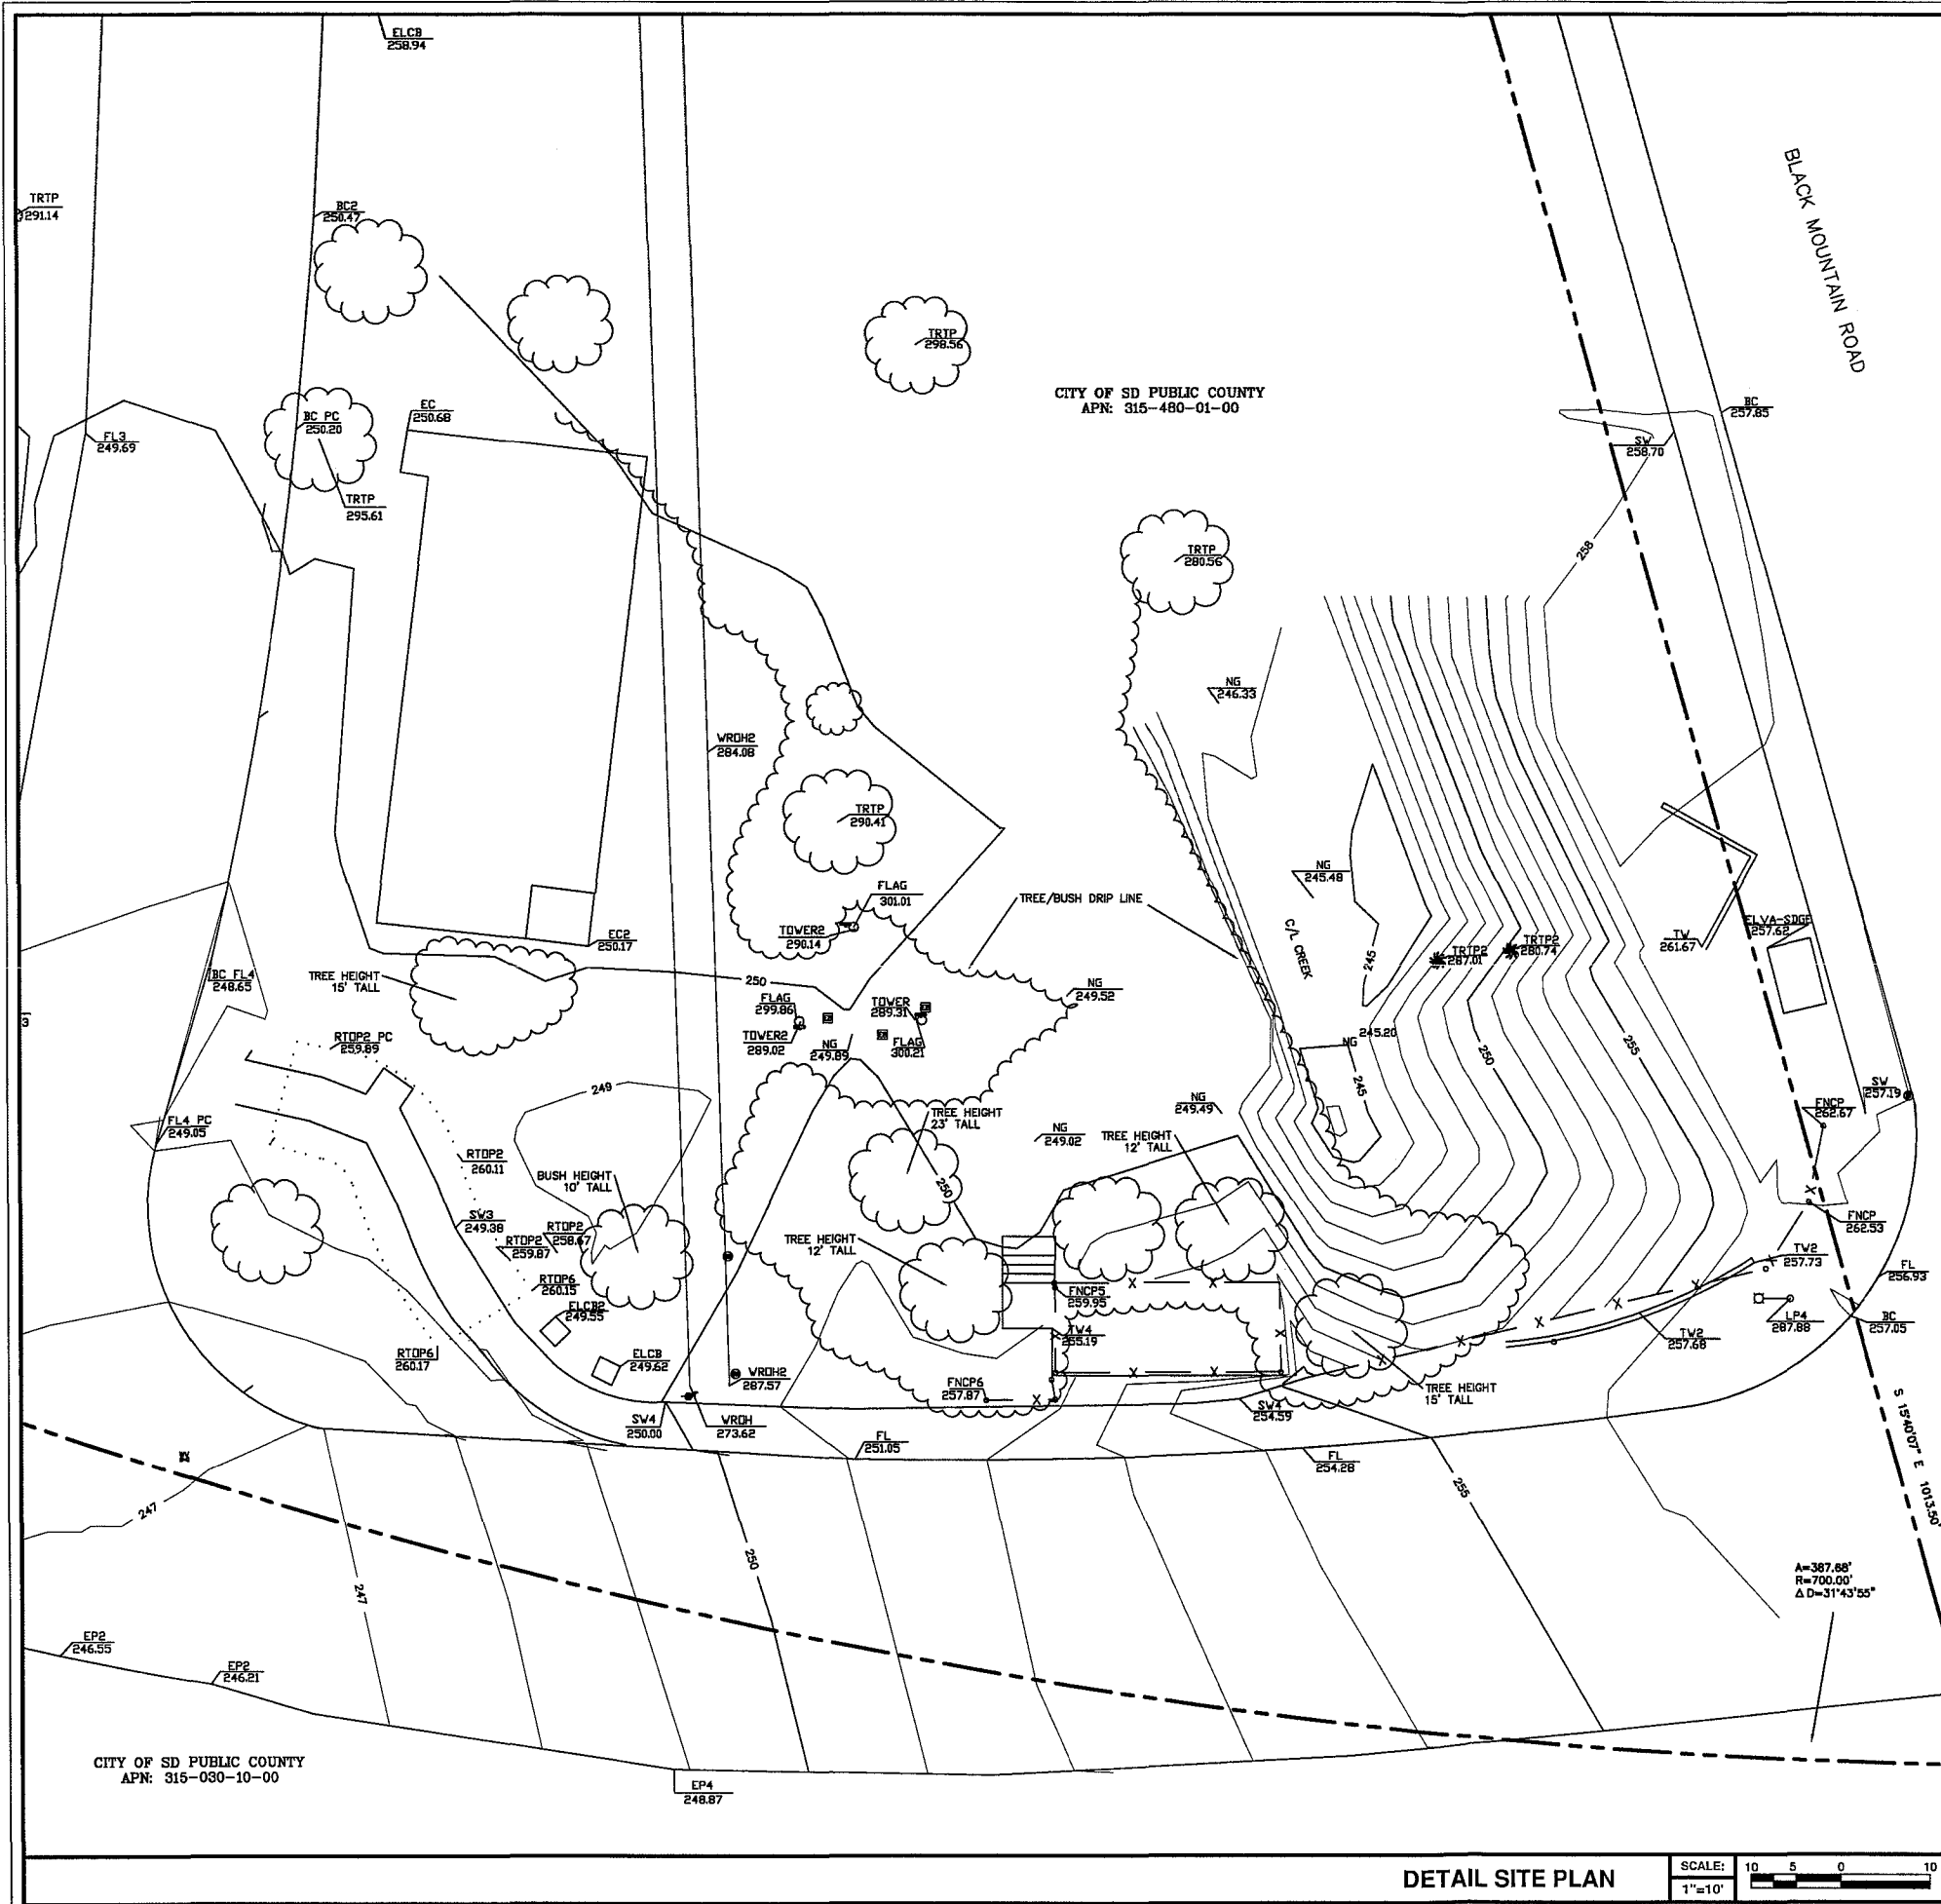 ELCB
258.94
TRTP
291.14
BC2
250.47
TRTP
298.56
CITY OF SD PUBLIC COUNTY
APN: 315-480-01-00
BLACK MOUNTAIN ROAD
BC
257.85
SW
258.70
FL3
249.69
BC PC
250.20
EC
250.68
TRTP
295.61
258
TRTP
280.56
NG
246.33
WROH2
284.08
TRTP
290.41
NG
245.48
FLAG
301.01
TREE/BUSH DRIP LINE
TOWER2
290.14
EC2
250.17
C/L CREEK
245
TRTP2
287.01
TRTP2
280.74
TW
261.67
ELVA-SDGE
257.62
BC FL4
248.65
TREE HEIGHT
15' TALL
250
NG
249.52
FLAG
299.86
TOWER
289.31
3
RTOP2 PC
259.89
TOWER2
289.02
NG
249.89
FLAG
300.21
245.20
NG
250
255
245
249
SW
257.19
FNCP
262.67
FL4 PC
249.05
TREE HEIGHT
23' TALL
NG
249.49
NG
249.02
TREE HEIGHT
12' TALL
RTOP2
260.11
BUSH HEIGHT
10' TALL
250
SW3
249.38
RTOP2
258.67
RTOP2
259.87
FNCP
262.53
TREE HEIGHT
12' TALL
TW2
257.73
RTOP6
260.15
FNCP5
259.95
FL
256.93
ELCB2
249.55
LP4
287.88
BC
257.05
TW4
255.19
TW2
257.68
RTOP6
260.17
ELCB
249.62
WROH2
287.57
FNCP6
257.87
TREE HEIGHT
15' TALL
SW4
254.59
SW4
250.00
WROH
273.62
FL
251.05
FL
254.28
S 15°40'07" E 1013.50'
247
255
250
247
A=387.68'
R=700.00'
Δ D=31°43'55"
EP2
246.55
EP2
246.21
CITY OF SD PUBLIC COUNTY
APN: 315-030-10-00
EP4
248.87
DETAIL SITE PLAN
SCALE:
1"=10'
10 5 0 10